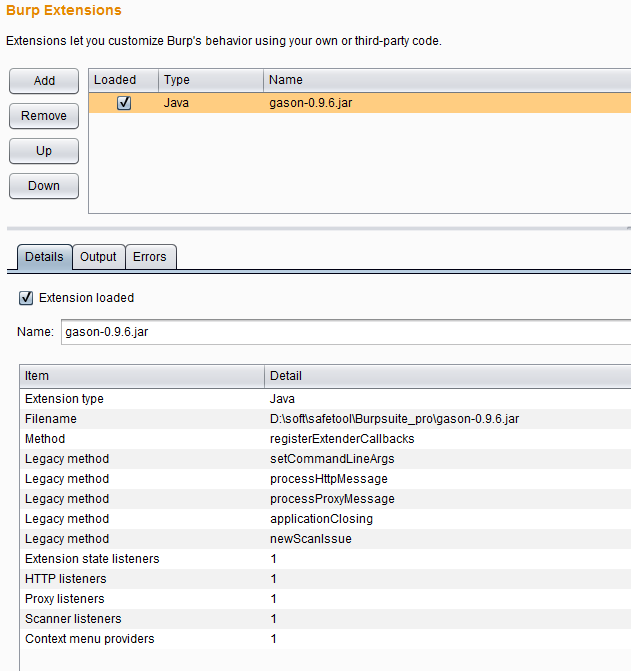 Burp Extensions
Extensions let you customize Burp's behavior using your own or third-party code.
Add
Remove
Up
Down
Loaded Type Name
Java gason-0.9.6.jar
Details Output Errors
Extension loaded
Name: gason-0.9.6.jar
Item Detail
Extension type Java
Filename D:\soft\safetool\Burpsuite_pro\gason-0.9.6.jar
Method registerExtenderCallbacks
Legacy method setCommandLineArgs
Legacy method processHttpMessage
Legacy method processProxyMessage
Legacy method applicationClosing
Legacy method newScanIssue
Extension state listeners 1
HTTP listeners 1
Proxy listeners 1
Scanner listeners 1
Context menu providers 1